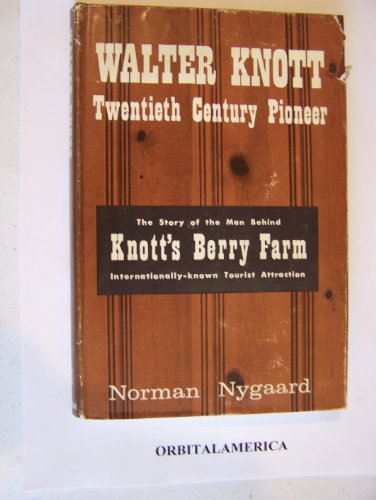 WALTER KNOTT
Twentieth Century Pioneer
The Story of the Man Behind
Knott's Berry Farm
Internationally-known Tourist Attraction
Norman Nygaard
ORBITALAMERICA